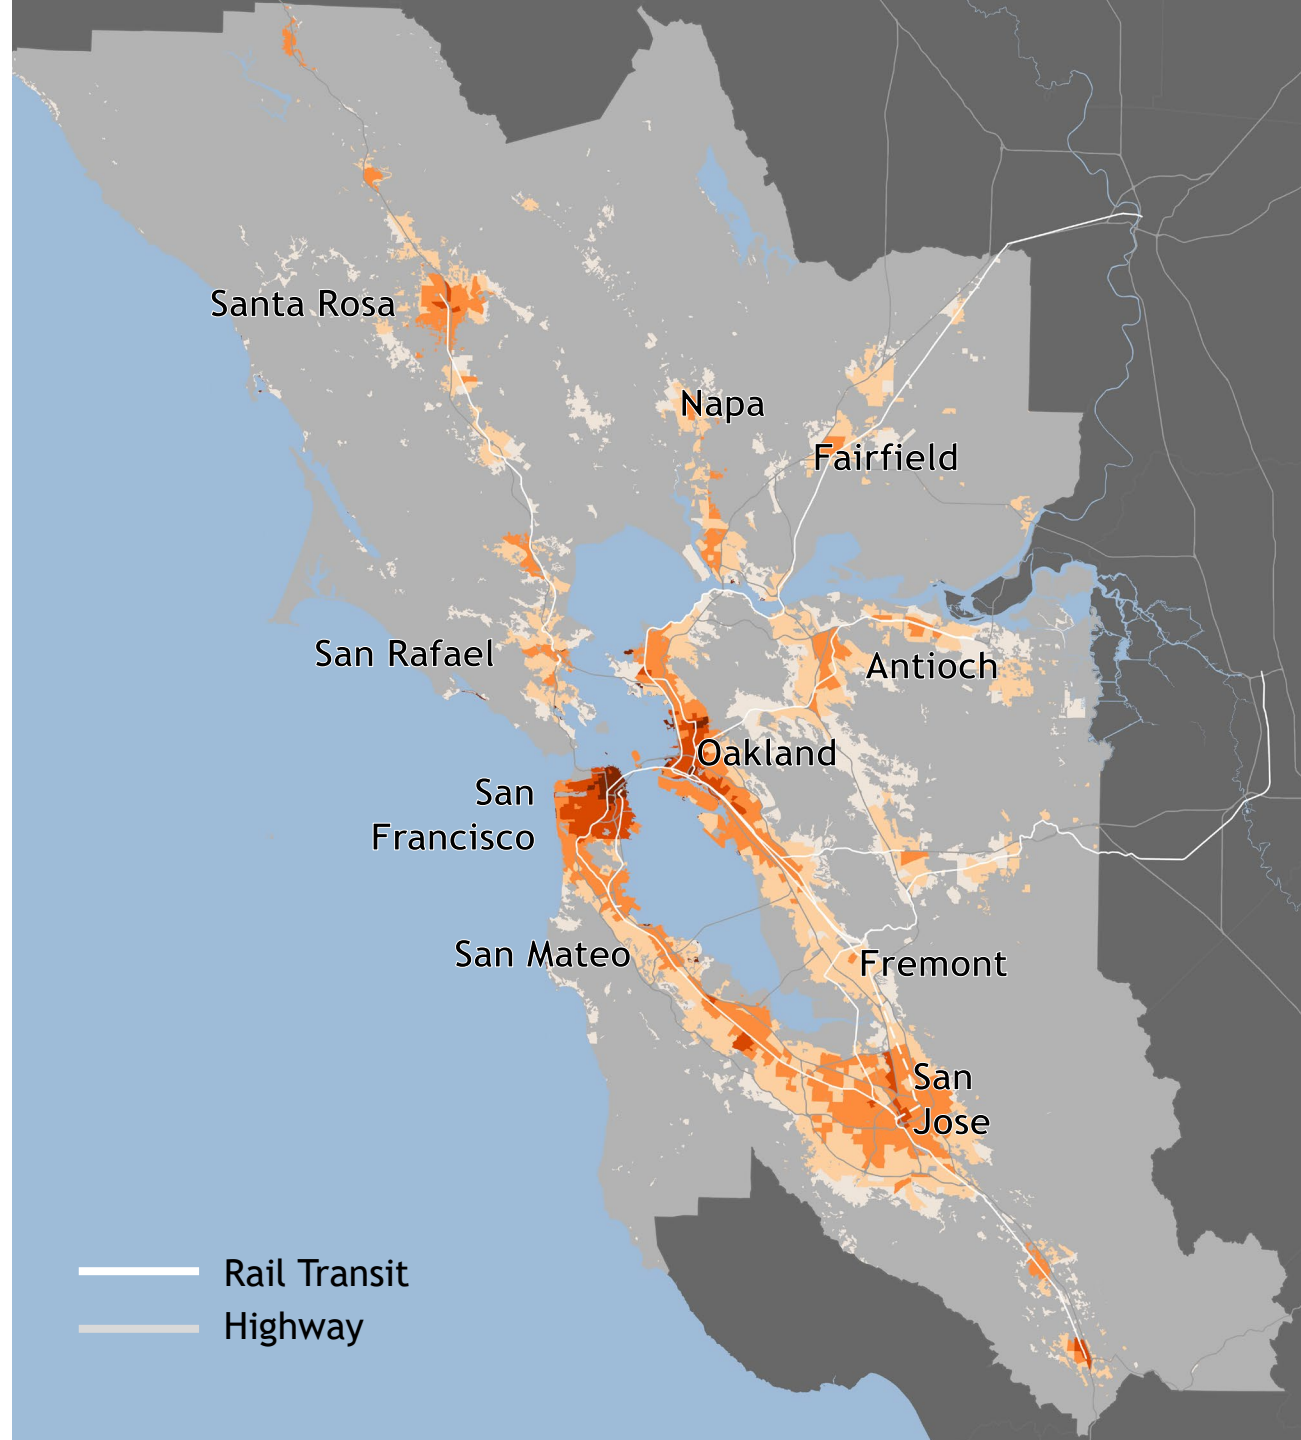 Santa Rosa
Napa
Fairfield
San Rafael
Antioch
Oakland
San
Francisco
San Mateo
Fremont
San
Jose
Rail Transit
Highway